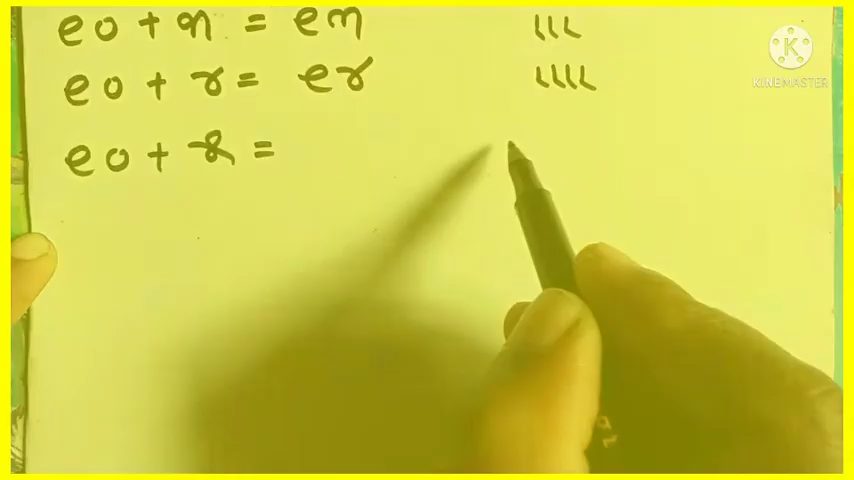 ୧୦ + ୩ = ୧୩ \\\
KINEMASTER
୧୦ + ୪ = ୧୪ \\\\
୧୦ + ୫ =